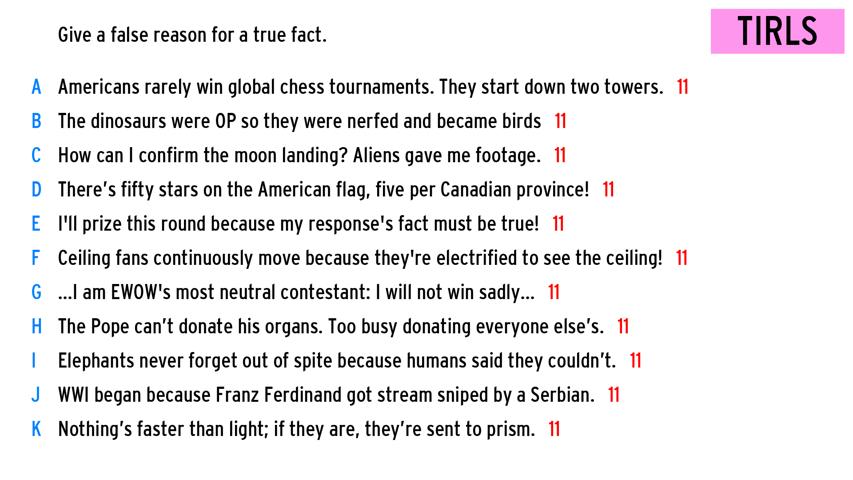 Give a false reason for a true fact.
TIRLS
A Americans rarely win global chess tournaments. They start down two towers. 11
B The dinosaurs were OP so they were nerfed and became birds 11
C How can I confirm the moon landing? Aliens gave me footage. 11
D There’s fifty stars on the American flag, five per Canadian province! 11
E I'll prize this round because my response's fact must be true! 11
F Ceiling fans continuously move because they're electrified to see the ceiling! 11
G ...I am EWOW's most neutral contestant: I will not win sadly... 11
H The Pope can’t donate his organs. Too busy donating everyone else’s. 11
I Elephants never forget out of spite because humans said they couldn’t. 11
J WWI began because Franz Ferdinand got stream sniped by a Serbian. 11
K Nothing’s faster than light; if they are, they’re sent to prism. 11